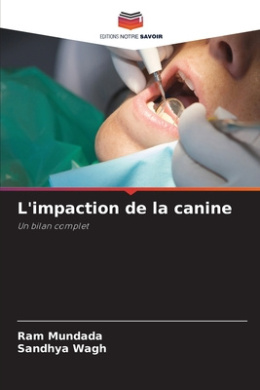 EDITIONS NOTRE SAVOIR
L'impaction de la canine
Un bilan complet
Ram Mundada
Sandhya Wagh